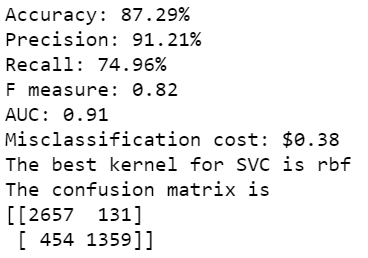 Accuracy: 87.29%
Precision: 91.21%
Recall: 74.96%
F measure: 0.82
AUC: 0.91
Misclassification cost: $0.38
The best kernel for SVC is rbf
The confusion matrix is
[[2657  131]
 [ 454 1359]]